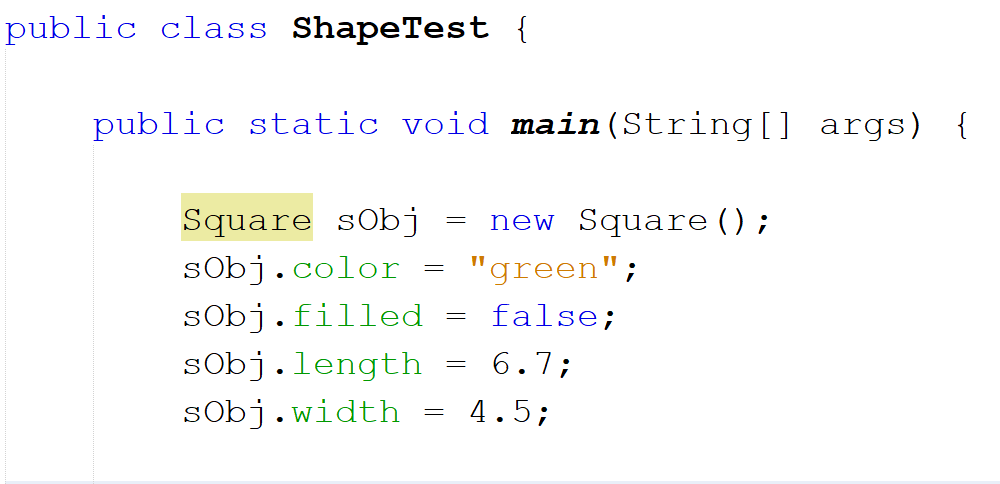 public class ShapeTest {
public static void main(String[] args) {
Square sObj = new Square();
sObj.color = "green";
sObj.filled = false;
sObj.length = 6.7;
sObj.width = 4.5;